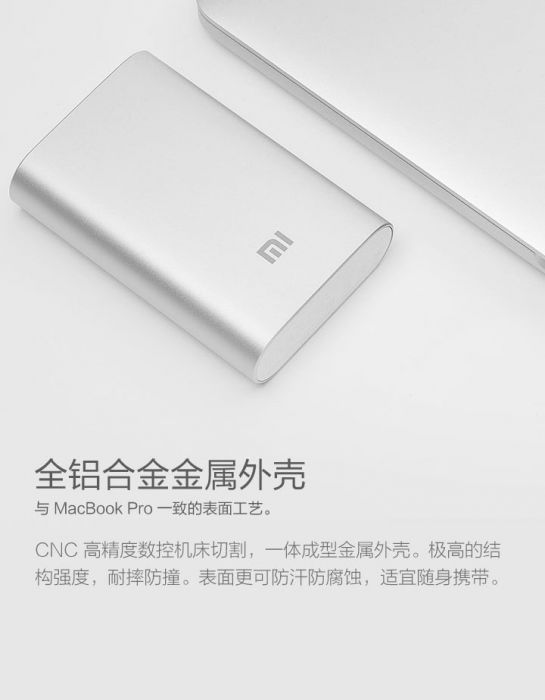 mi
全铝合金金属外壳
与 MacBook Pro 一致的表面工艺。
CNC 高精度数控机床切割，一体成型金属外壳。极高的结
构强度，耐摔防撞。表面更可防汗防腐蚀，适宜随身携带。